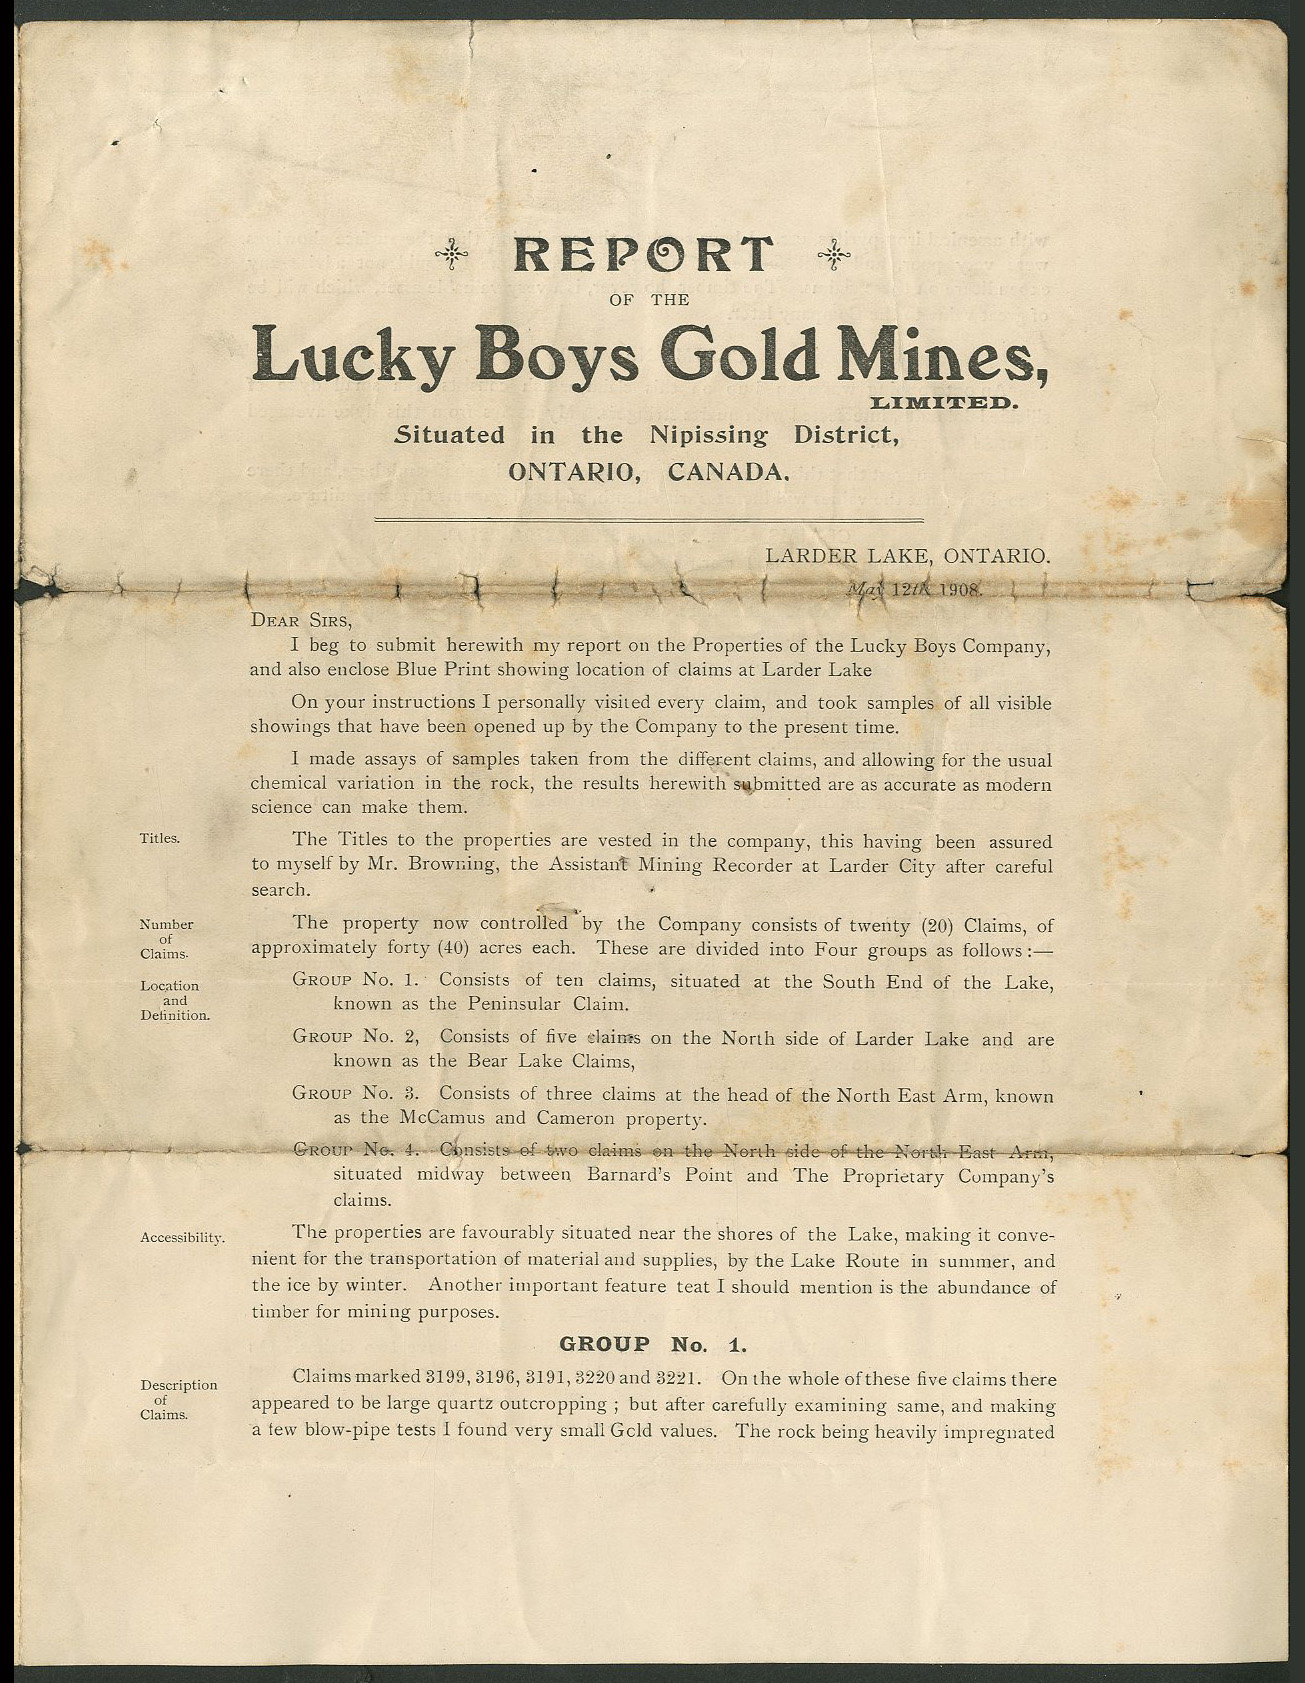 REPORT
OF THE
Lucky Boys Gold Mines,
LIMITED.
Situated in the Nipissing District,
ONTARIO, CANADA.
LARDER LAKE, ONTARIO.
May 12th 1908.
DEAR SIRS,
I beg to submit herewith my report on the Properties of the Lucky Boys Company,
and also enclose Blue Print showing location of claims at Larder Lake
On your instructions I personally visited every claim, and took samples of all visible
showings that have been opened up by the Company to the present time.
I made assays of samples taken from the different claims, and allowing for the usual
chemical variation in the rock, the results herewith submitted are as accurate as modern
science can make them.
Titles.
The Titles to the properties are vested in the company, this having been assured
to myself by Mr. Browning, the Assistant Mining Recorder at Larder City after careful
search.
Number
of
Claims.
The property now controlled by the Company consists of twenty (20) Claims, of
approximately forty (40) acres each. These are divided into Four groups as follows :—
Location
and
Definition.
GROUP No. 1. Consists of ten claims, situated at the South End of the Lake,
known as the Peninsular Claim.
GROUP No. 2, Consists of five claims on the North side of Larder Lake and are
known as the Bear Lake Claims,
GROUP No. 3. Consists of three claims at the head of the North East Arm, known
as the McCamus and Cameron property.
GROUP No. 4. Consists of two claims on the North side of the North East Arm,
situated midway between Barnard's Point and The Proprietary Company's
claims.
Accessibility.
The properties are favourably situated near the shores of the Lake, making it conve-
nient for the transportation of material and supplies, by the Lake Route in summer, and
the ice by winter. Another important feature teat I should mention is the abundance of
timber for mining purposes.
GROUP No. 1.
Description
of
Claims.
Claims marked 3199, 3196, 3191, 3220 and 3221. On the whole of these five claims there
appeared to be large quartz outcropping ; but after carefully examining same, and making
a few blow-pipe tests I found very small Gold values. The rock being heavily impregnated